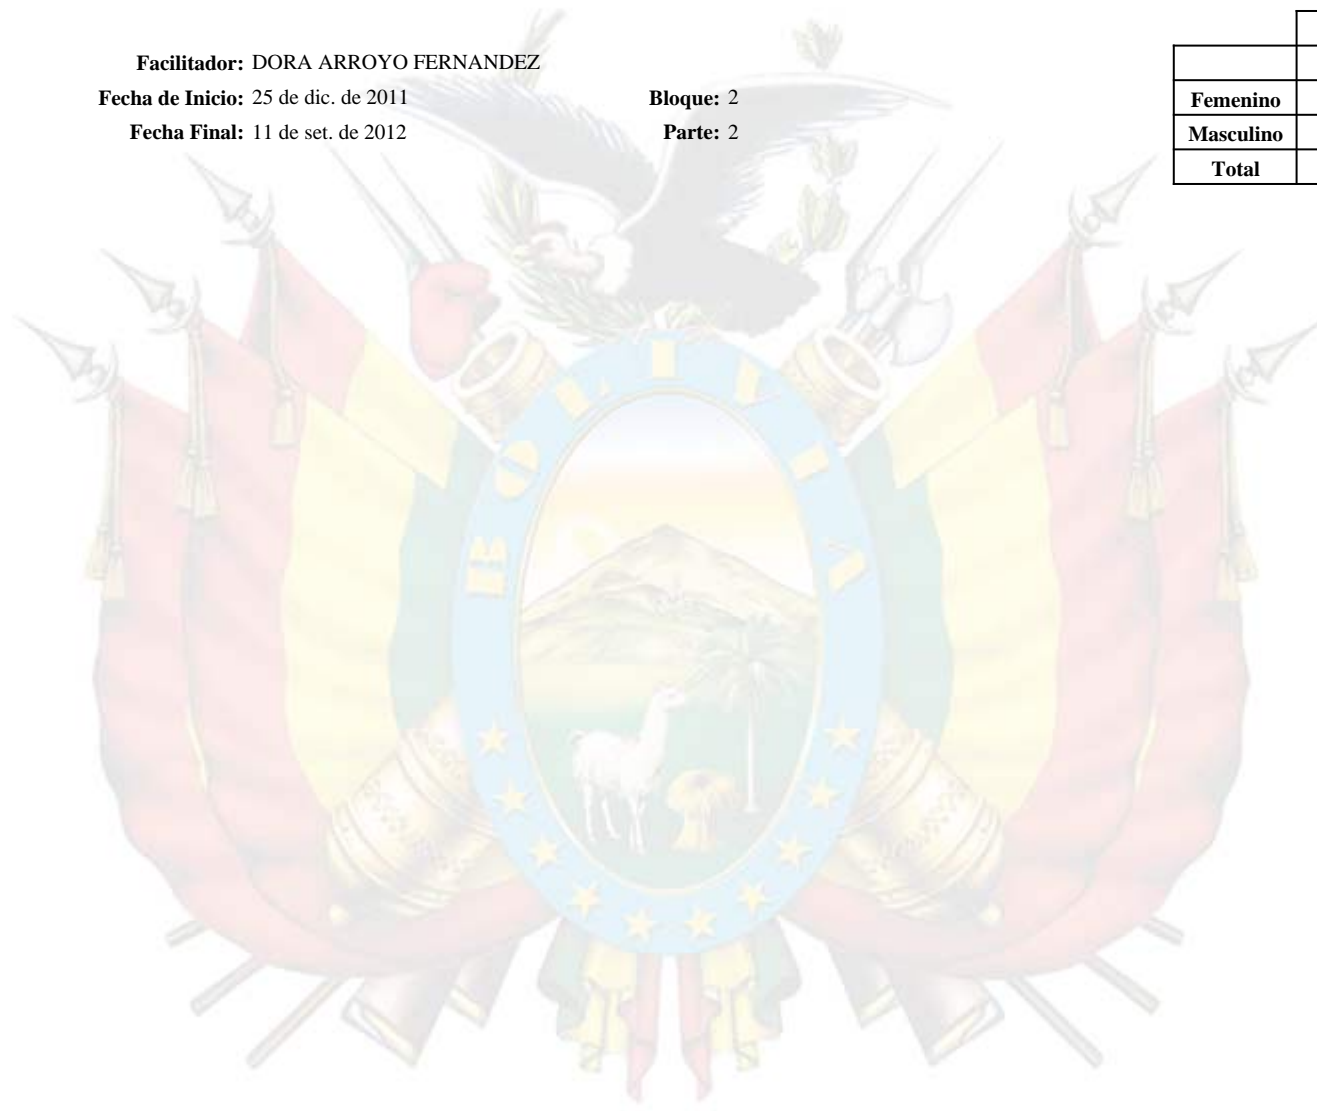 Facilitador: DORA ARROYO FERNANDEZ
Fecha de Inicio: 25 de dic. de 2011 Bloque: 2
Fecha Final: 11 de set. de 2012 Parte: 2
Femenino
Masculino
Total
BOLIVIA